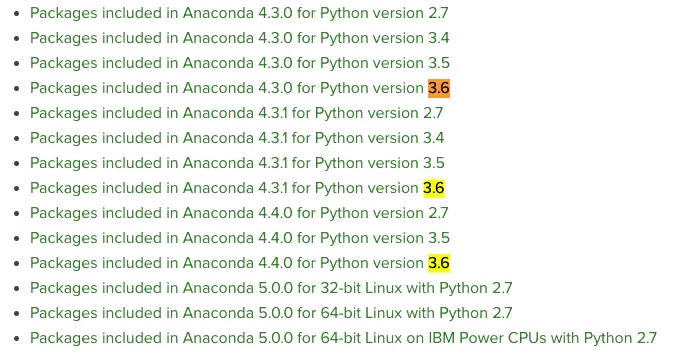 Packages included in Anaconda 4.3.0 for Python version 2.7
Packages included in Anaconda 4.3.0 for Python version 3.4
Packages included in Anaconda 4.3.0 for Python version 3.5
Packages included in Anaconda 4.3.0 for Python version 3.6
Packages included in Anaconda 4.3.1 for Python version 2.7
Packages included in Anaconda 4.3.1 for Python version 3.4
Packages included in Anaconda 4.3.1 for Python version 3.5
Packages included in Anaconda 4.3.1 for Python version 3.6
Packages included in Anaconda 4.4.0 for Python version 2.7
Packages included in Anaconda 4.4.0 for Python version 3.5
Packages included in Anaconda 4.4.0 for Python version 3.6
Packages included in Anaconda 5.0.0 for 32-bit Linux with Python 2.7
Packages included in Anaconda 5.0.0 for 64-bit Linux with Python 2.7
Packages included in Anaconda 5.0.0 for 64-bit Linux on IBM Power CPUs with Python 2.7